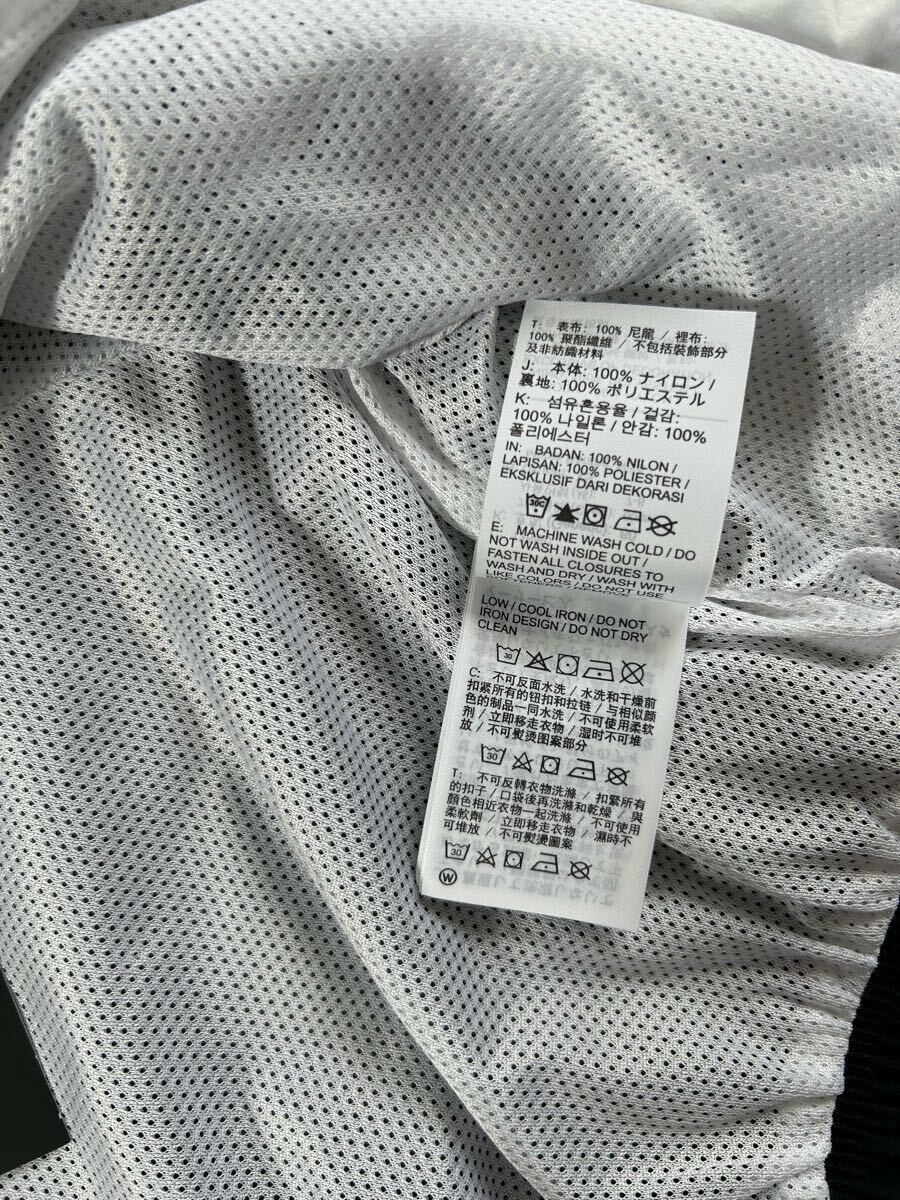 T: 表布: 100% 尼龍 / 裡布:
100% 聚酯纖維 / 不包括裝飾部分
及非紡織材料
J: 本体: 100% ナイロン /
裏地: 100% ポリエステル
K: 섬유혼용율 / 겉감:
100% 나일론 / 안감: 100%
폴리에스터
IN: BADAN: 100% NILON /
LAPISAN: 100% POLIESTER /
EKSKLUSIF DARI DEKORASI
30C
E: MACHINE WASH COLD / DO
NOT WASH INSIDE OUT /
FASTEN ALL CLOSURES TO
WASH AND DRY / WASH WITH
LIKE COLORS / DO NOT USE
LOW / COOL IRON / DO NOT
IRON DESIGN / DO NOT DRY
CLEAN
30
C: 不可反面水洗 / 水洗和干燥前
扣紧所有的钮扣和拉链 / 与相似颜
色的制品一同水洗 / 不可使用柔软
剂 / 立即移走衣物 / 湿时不可堆
放 / 不可熨烫图案部分
30
T: 不可反轉衣物洗滌 / 扣緊所有
的扣子 / 口袋後再洗滌和乾燥 / 與
顏色相近衣物一起洗滌 / 不可使用
柔軟劑 / 立即移走衣物 / 濕時不
可堆放 / 不可熨燙圖案
30
W